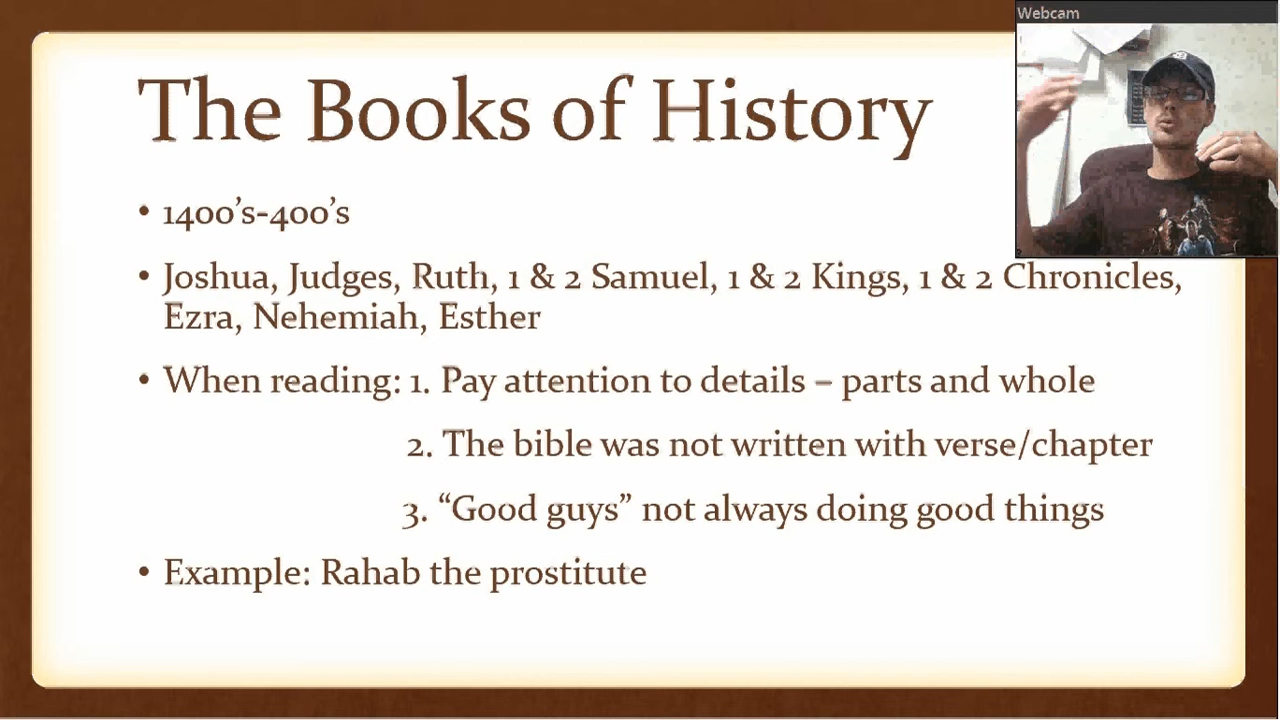 Webcam
The Books of History
• 1400's-400's
• Joshua, Judges, Ruth, 1 & 2 Samuel, 1 & 2 Kings, 1 & 2 Chronicles,
Ezra, Nehemiah, Esther
• When reading: 1. Pay attention to details – parts and whole
2. The bible was not written with verse/chapter
3. “Good guys” not always doing good things
• Example: Rahab the prostitute